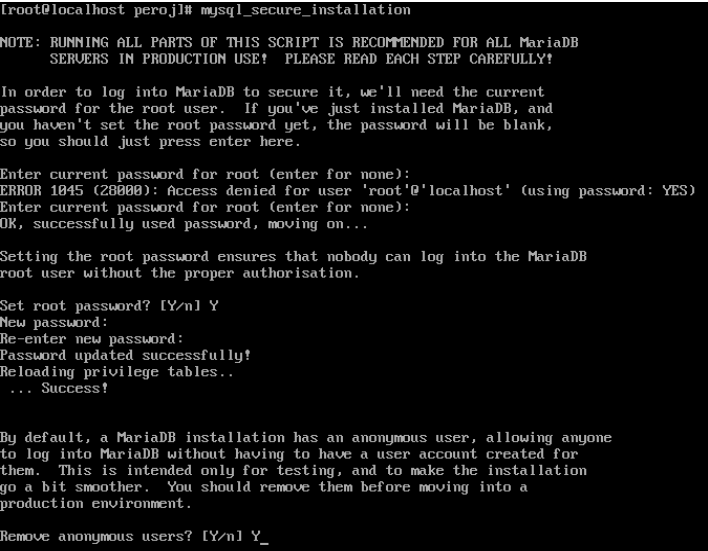 [root@localhost peroj]# mysql_secure_installation
NOTE: RUNNING ALL PARTS OF THIS SCRIPT IS RECOMMENDED FOR ALL MariaDB
SERVERS IN PRODUCTION USE!  PLEASE READ EACH STEP CAREFULLY!
In order to log into MariaDB to secure it, we'll need the current
password for the root user.  If you've just installed MariaDB, and
you haven't set the root password yet, the password will be blank,
so you should just press enter here.
Enter current password for root (enter for none):
ERROR 1045 (28000): Access denied for user 'root'@'localhost' (using password: YES)
Enter current password for root (enter for none):
OK, successfully used password, moving on...
Setting the root password ensures that nobody can log into the MariaDB
root user without the proper authorisation.
Set root password? [Y/n] Y
New password:
Re-enter new password:
Password updated successfully!
Reloading privilege tables..
... Success!
By default, a MariaDB installation has an anonymous user, allowing anyone
to log into MariaDB without having to have a user account created for
them.  This is intended only for testing, and to make the installation
go a bit smoother.  You should remove them before moving into a
production environment.
Remove anonymous users? [Y/n] Y_